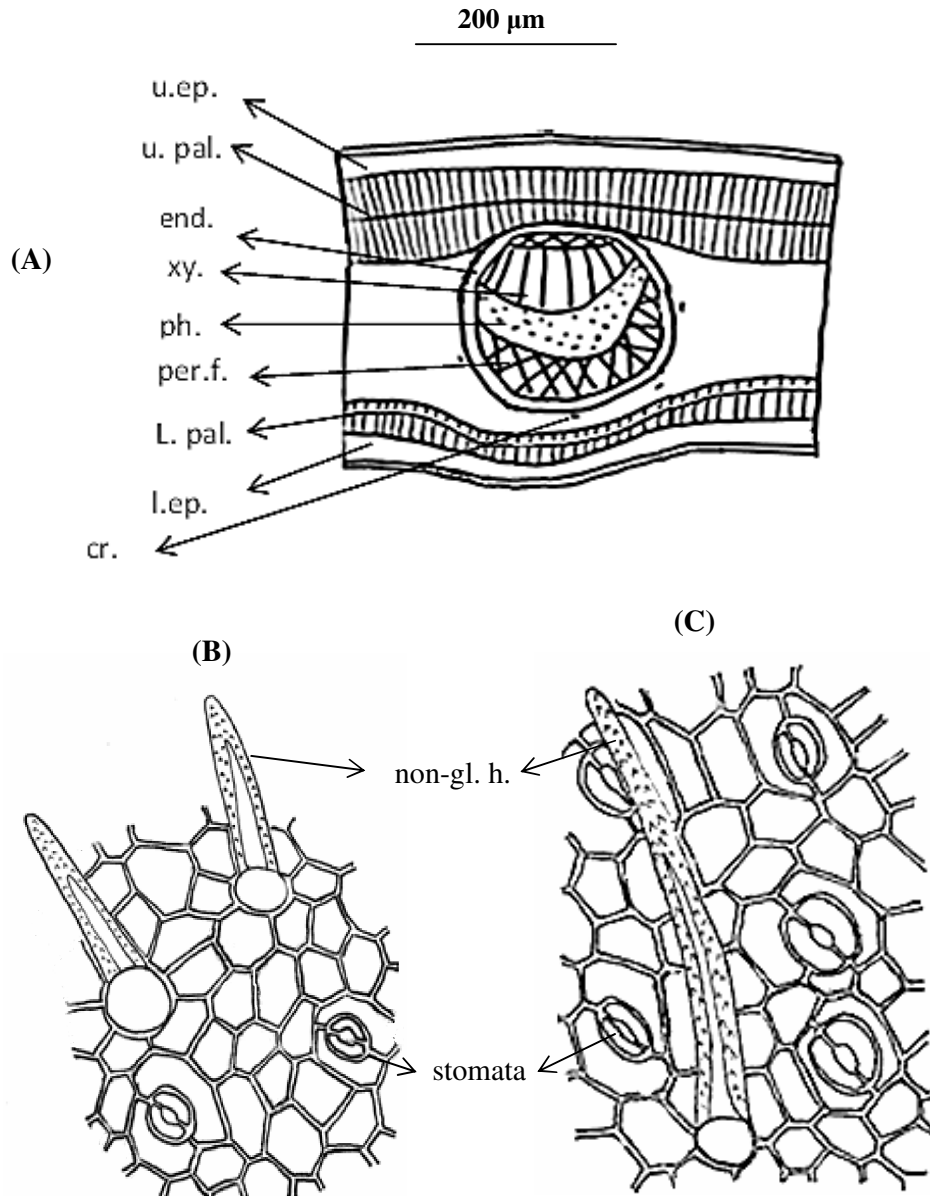 200 µm
u.ep.
u. pal.
end.
(A)
xy.
ph.
per.f.
L. pal.
l.ep.
cr.
(C)
(B)
non-gl. h.
stomata